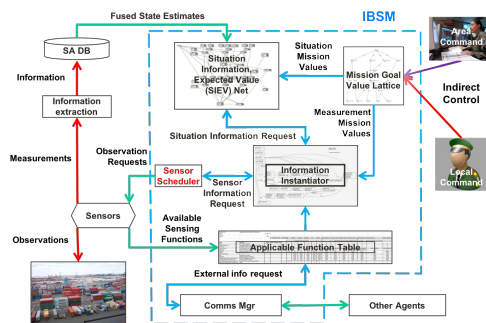 Fused State Estimates
IBSM
Area
Command
SA DB
Situation
Information,
Expected Value
(SIEV) Net
Situation
Mission
Values
Mission Goal
Value Lattice
Indirect
Control
Information
Information
extraction
Measurement
Mission
Values
Situation Information Request
Measurements
Observation
Requests
Sensor
Scheduler
Sensor
Information
Request
Information
Instantiator
Local
Command
Sensors
Available
Sensing
Functions
Observations
Applicable Function Table
External info request
Comms Mgr
Other Agents